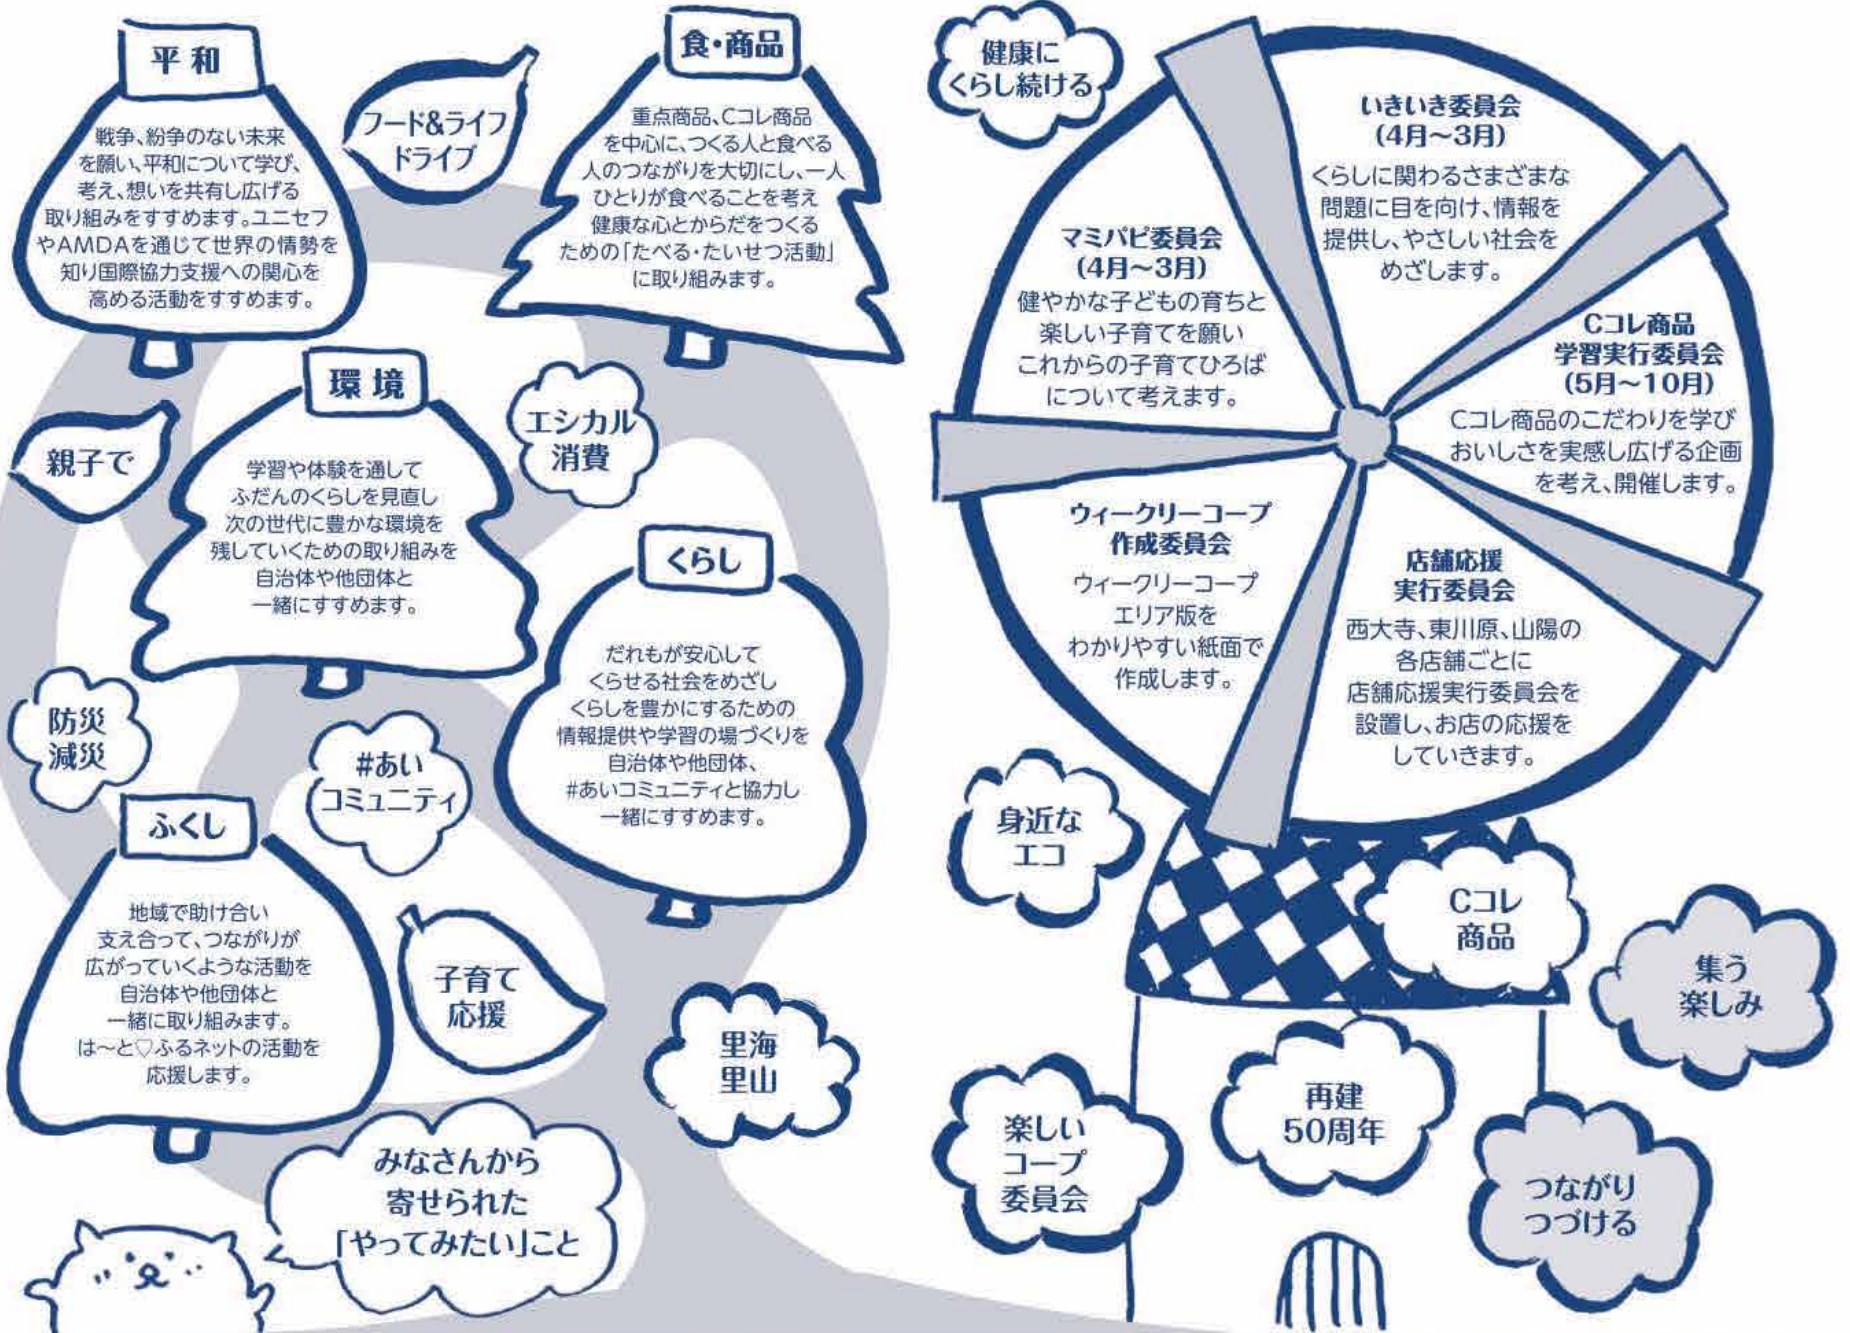 平和
戦争、紛争のない未来
を願い、平和について学び、
考え、想いを共有し広げる
取り組みをすすめます。ユニセフ
やAMDAを通じて世界の情勢を
知り国際協力支援への関心を
高める活動をすすめます。
フード&ライフ
ドライブ
食・商品
重点商品、Cコレ商品
を中心に、つくる人と食べる
人のつながりを大切にし、一人
ひとりが食べることを考え
健康な心とからだをつくる
ための「たべる・たいせつ活動」
に取り組みます。
環境
学習や体験を通して
ふだんのくらしを見直し
次の世代に豊かな環境を
残していくための取り組みを
自治体や他団体と
一緒にすすめます。
親子で
エシカル
消費
くらし
だれもが安心して
くらせる社会をめざし
くらしを豊かにするための
情報提供や学習の場づくりを
自治体や他団体、
#あいコミュニティと協力し
一緒にすすめます。
防災
減災
#あい
コミュニティ
ふくし
地域で助け合い
支え合って、つながりが
広がっていくような活動を
自治体や他団体と
一緒に取り組みます。
は〜と♡ふるネットの活動を
応援します。
子育て
応援
里海
里山
みなさんから
寄せられた
「やってみたい」こと
健康に
くらし続ける
いきいき委員会
(4月〜3月)
くらしに関わるさまざまな
問題に目を向け、情報を
提供し、やさしい社会を
めざします。
マミパピ委員会
(4月〜3月)
健やかな子どもの育ちと
楽しい子育てを願い
これからの子育てひろば
について考えます。
Cコレ商品
学習実行委員会
(5月〜10月)
Cコレ商品のこだわりを学び
おいしさを実感し広げる企画
を考え、開催します。
ウィークリーコープ
作成委員会
ウィークリーコープ
エリア版を
わかりやすい紙面で
作成します。
店舗応援
実行委員会
西大寺、東川原、山陽の
各店舗ごとに
店舗応援実行委員会を
設置し、お店の応援を
していきます。
身近な
エコ
Cコレ
商品
集う
楽しみ
再建
50周年
楽しい
コープ
委員会
つながり
つづける